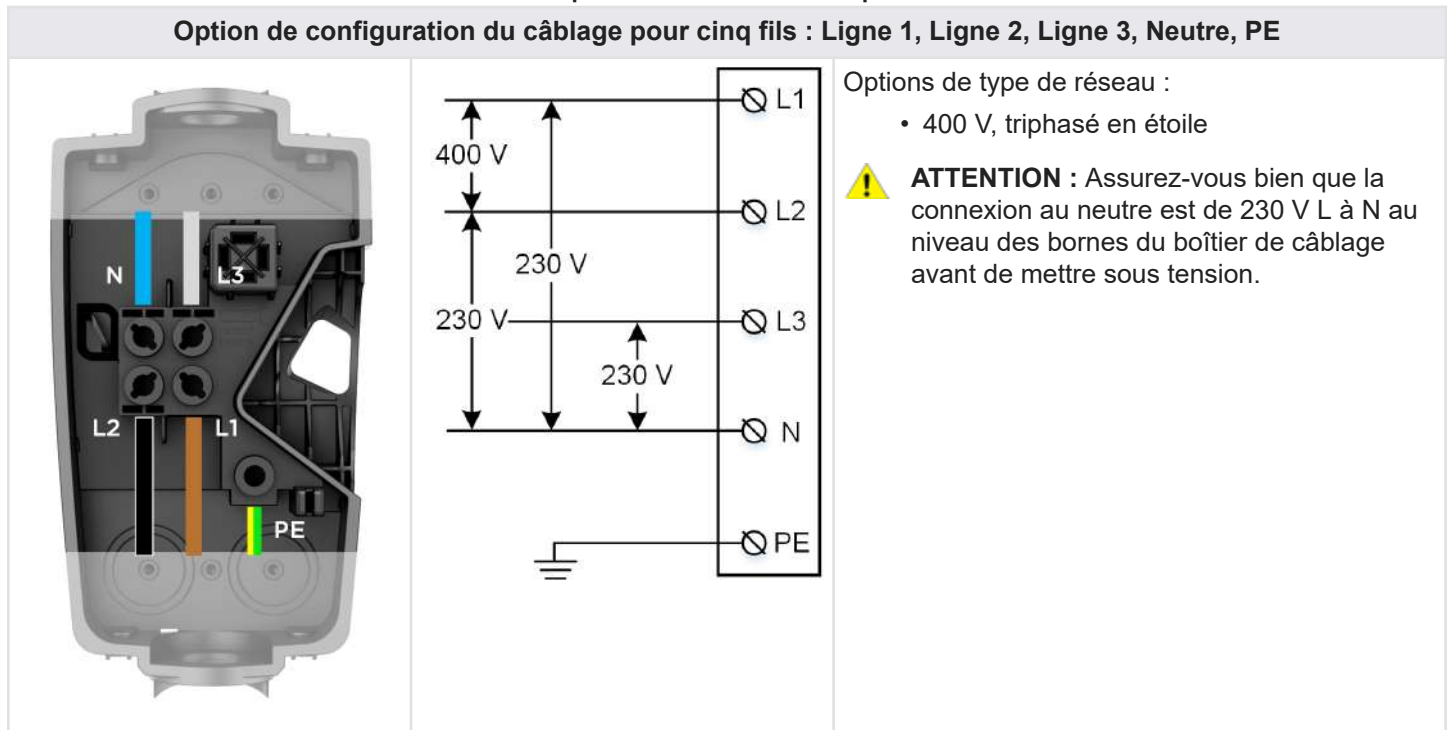 Option de configuration du câblage pour cinq fils : Ligne 1, Ligne 2, Ligne 3, Neutre, PE
N
L3
L2
L1
PE
L1
400 V
L2
230 V
230 V
L3
230 V
N
PE
Options de type de réseau :
• 400 V, triphasé en étoile
ATTENTION : Assurez-vous bien que la
connexion au neutre est de 230 V L à N au
niveau des bornes du boîtier de câblage
avant de mettre sous tension.